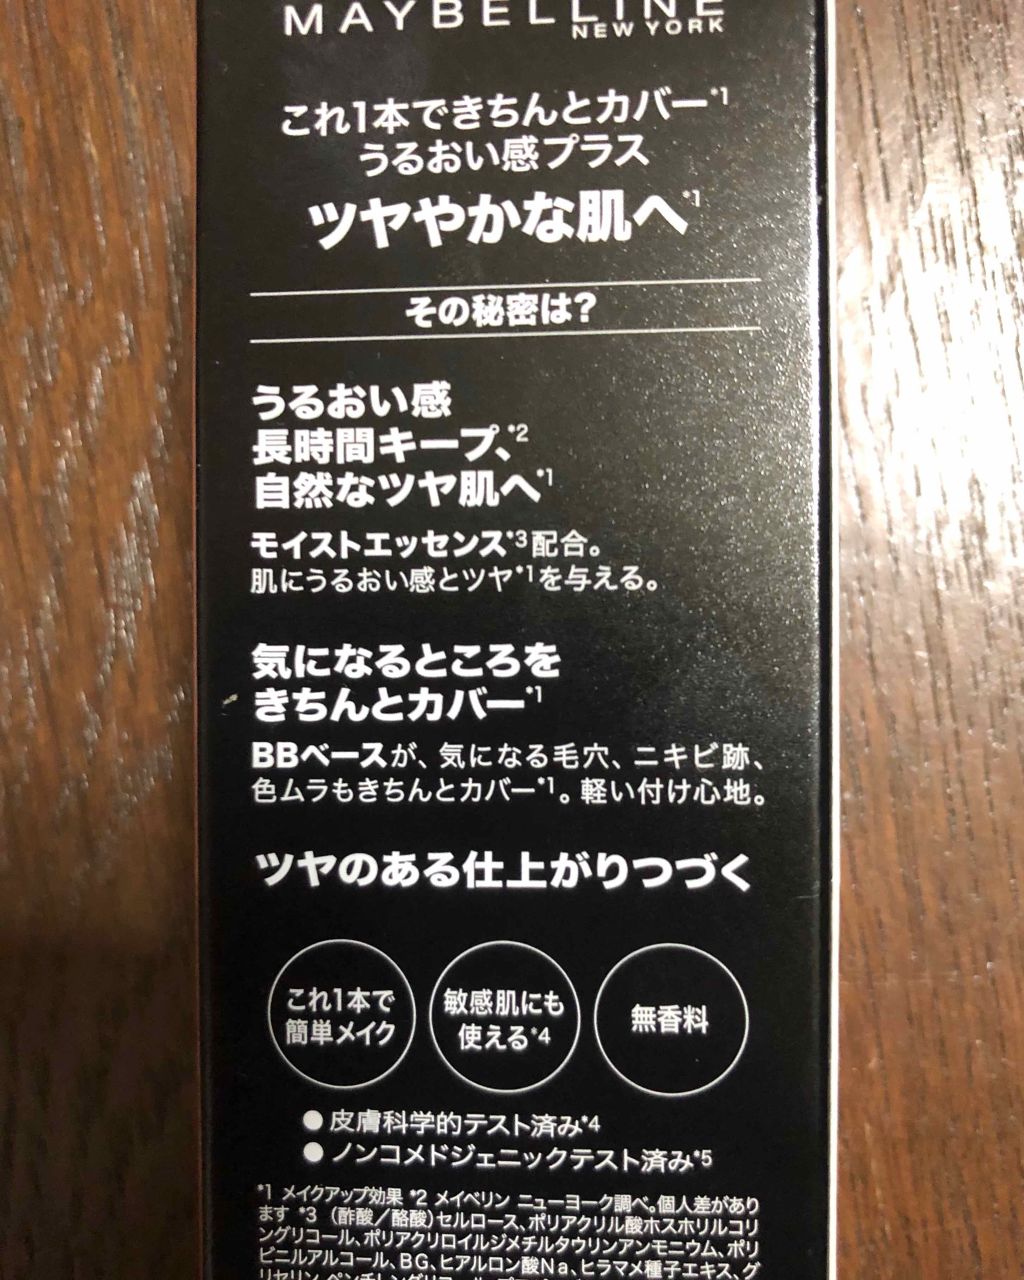 MAYBELLINE
NEW YORK
これ1本できちんとカバー*1
うるおい感プラス
ツヤやかな肌へ*1
その秘密は?
うるおい感
長時間キープ、*2
自然なツヤ肌へ*1
モイストエッセンス*3配合。
肌にうるおい感とツヤ*1を与える。
気になるところを
きちんとカバー*1
BBベースが、気になる毛穴、ニキビ跡、
色ムラもきちんとカバー*1。軽い付け心地。
ツヤのある仕上がりつづく
これ1本で
簡単メイク
敏感肌にも
使える*4
無香料
●皮膚科学的テスト済み*4
●ノンコメドジェニックテスト済み*5
*1 メイクアップ効果 *2 メイベリン ニューヨーク調べ。個人差があり
ます *3 (酢酸/酪酸)セルロース、ポリアクリル酸ホスホリルコリ
ングリコール、ポリアクリロイルジメチルタウリンアンモニウム、ポリ
ビニルアルコール、BG、ヒアルロン酸Na、ヒラマメ種子エキス、グ
リセリン、ペンチレングリコール、